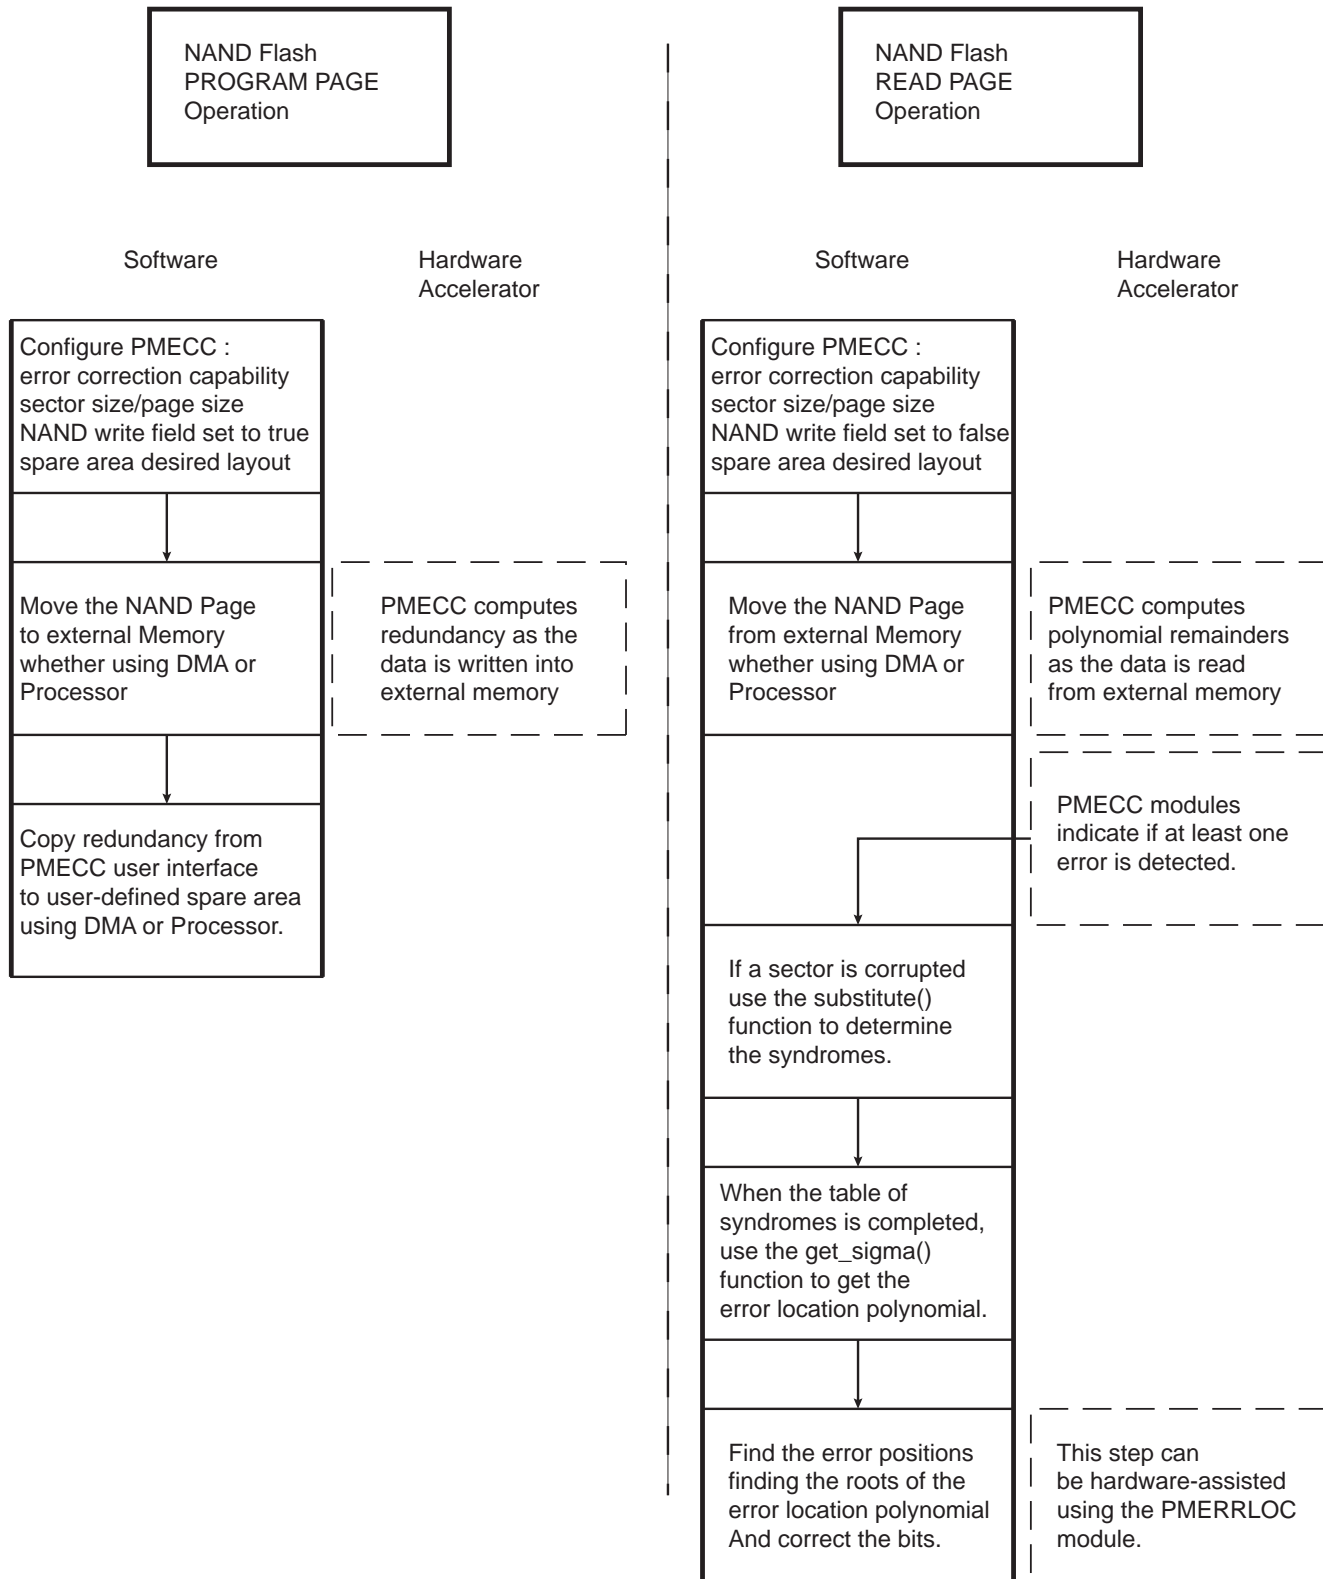 NAND Flash
PROGRAM PAGE
Operation
Software
Hardware
Accelerator
Configure PMECC :
error correction capability
sector size/page size
NAND write field set to true
spare area desired layout
Move the NAND Page
to external Memory
whether using DMA or
Processor
PMECC computes
redundancy as the
data is written into
external memory
Copy redundancy from
PMECC user interface
to user-defined spare area
using DMA or Processor.
NAND Flash
READ PAGE
Operation
Software
Hardware
Accelerator
Configure PMECC :
error correction capability
sector size/page size
NAND write field set to false
spare area desired layout
Move the NAND Page
from external Memory
whether using DMA or
Processor
PMECC computes
polynomial remainders
as the data is read
from external memory
PMECC modules
indicate if at least one
error is detected.
If a sector is corrupted
use the substitute()
function to determine
the syndromes.
When the table of
syndromes is completed,
use the get_sigma()
function to get the
error location polynomial.
Find the error positions
finding the roots of the
error location polynomial
And correct the bits.
This step can
be hardware-assisted
using the PMERRLOC
module.